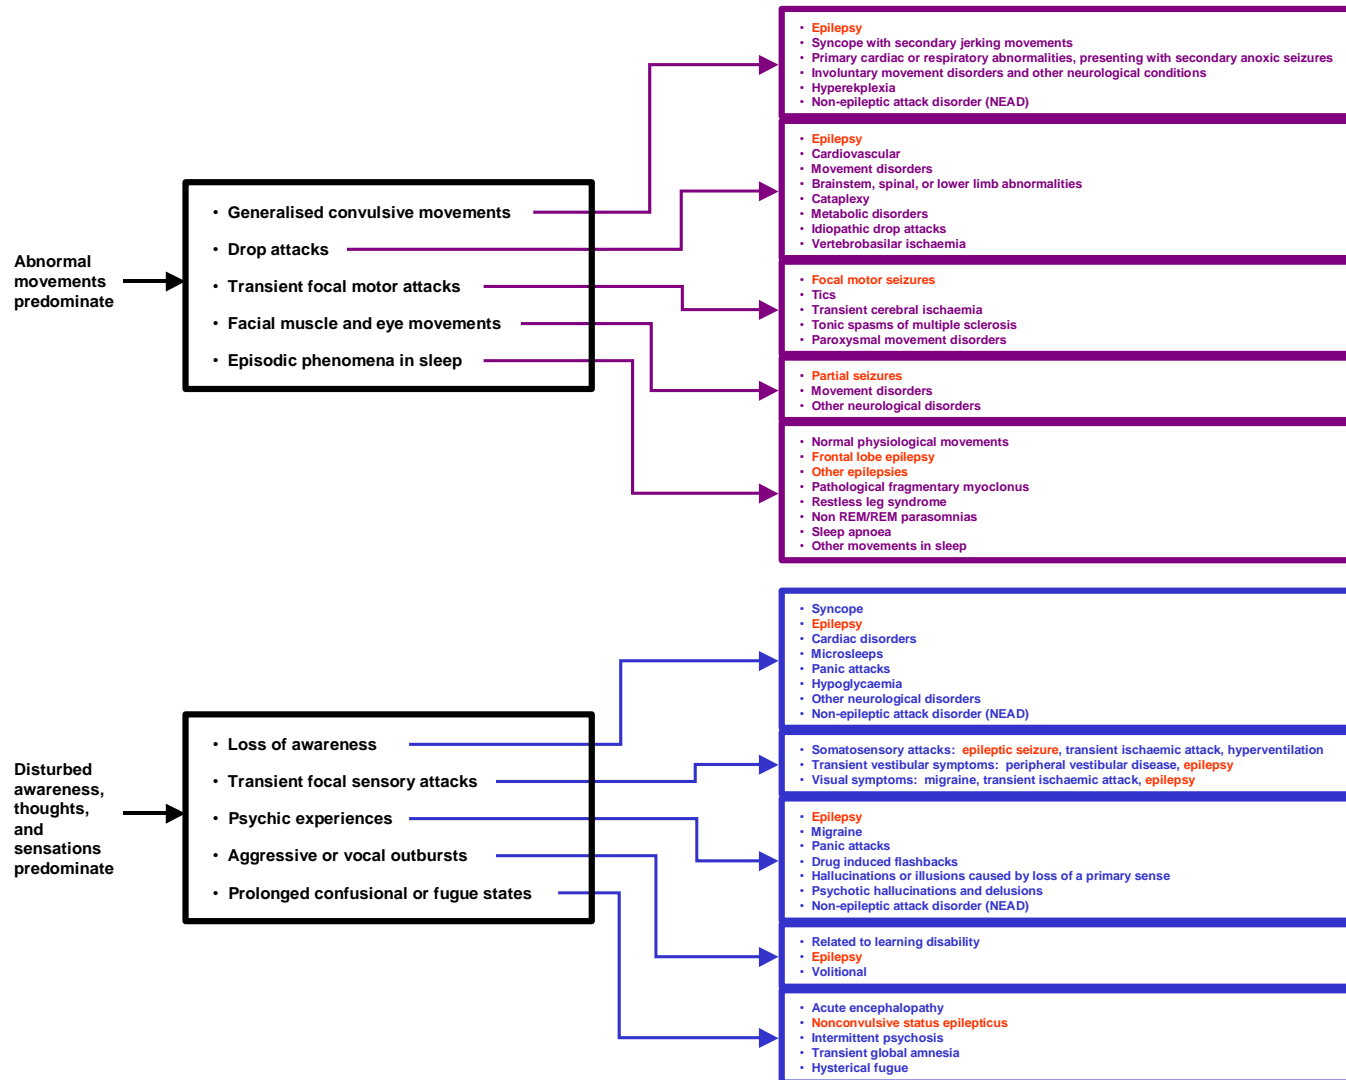 Abnormal
movements
predominate
• Generalised convulsive movements
• Drop attacks
• Transient focal motor attacks
• Facial muscle and eye movements
• Episodic phenomena in sleep
• Epilepsy
• Syncope with secondary jerking movements
• Primary cardiac or respiratory abnormalities, presenting with secondary anoxic seizures
• Involuntary movement disorders and other neurological conditions
• Hyperekplexia
• Non-epileptic attack disorder (NEAD)
• Epilepsy
• Cardiovascular
• Movement disorders
• Brainstem, spinal, or lower limb abnormalities
• Cataplexy
• Metabolic disorders
• Idiopathic drop attacks
• Vertebrobasilar ischaemia
• Focal motor seizures
• Tics
• Transient cerebral ischaemia
• Tonic spasms of multiple sclerosis
• Paroxysmal movement disorders
• Partial seizures
• Movement disorders
• Other neurological disorders
• Normal physiological movements
• Frontal lobe epilepsy
• Other epilepsies
• Pathological fragmentary myoclonus
• Restless leg syndrome
• Non REM/REM parasomnias
• Sleep apnoea
• Other movements in sleep
Disturbed
awareness,
thoughts,
and
sensations
predominate
• Loss of awareness
• Transient focal sensory attacks
• Psychic experiences
• Aggressive or vocal outbursts
• Prolonged confusional or fugue states
• Syncope
• Epilepsy
• Cardiac disorders
• Microsleeps
• Panic attacks
• Hypoglycaemia
• Other neurological disorders
• Non-epileptic attack disorder (NEAD)
• Somatosensory attacks: epileptic seizure, transient ischaemic attack, hyperventilation
• Transient vestibular symptoms: peripheral vestibular disease, epilepsy
• Visual symptoms: migraine, transient ischaemic attack, epilepsy
• Epilepsy
• Migraine
• Panic attacks
• Drug induced flashbacks
• Hallucinations or illusions caused by loss of a primary sense
• Psychotic hallucinations and delusions
• Non-epileptic attack disorder (NEAD)
• Related to learning disability
• Epilepsy
• Volitional
• Acute encephalopathy
• Nonconvulsive status epilepticus
• Intermittent psychosis
• Transient global amnesia
• Hysterical fugue